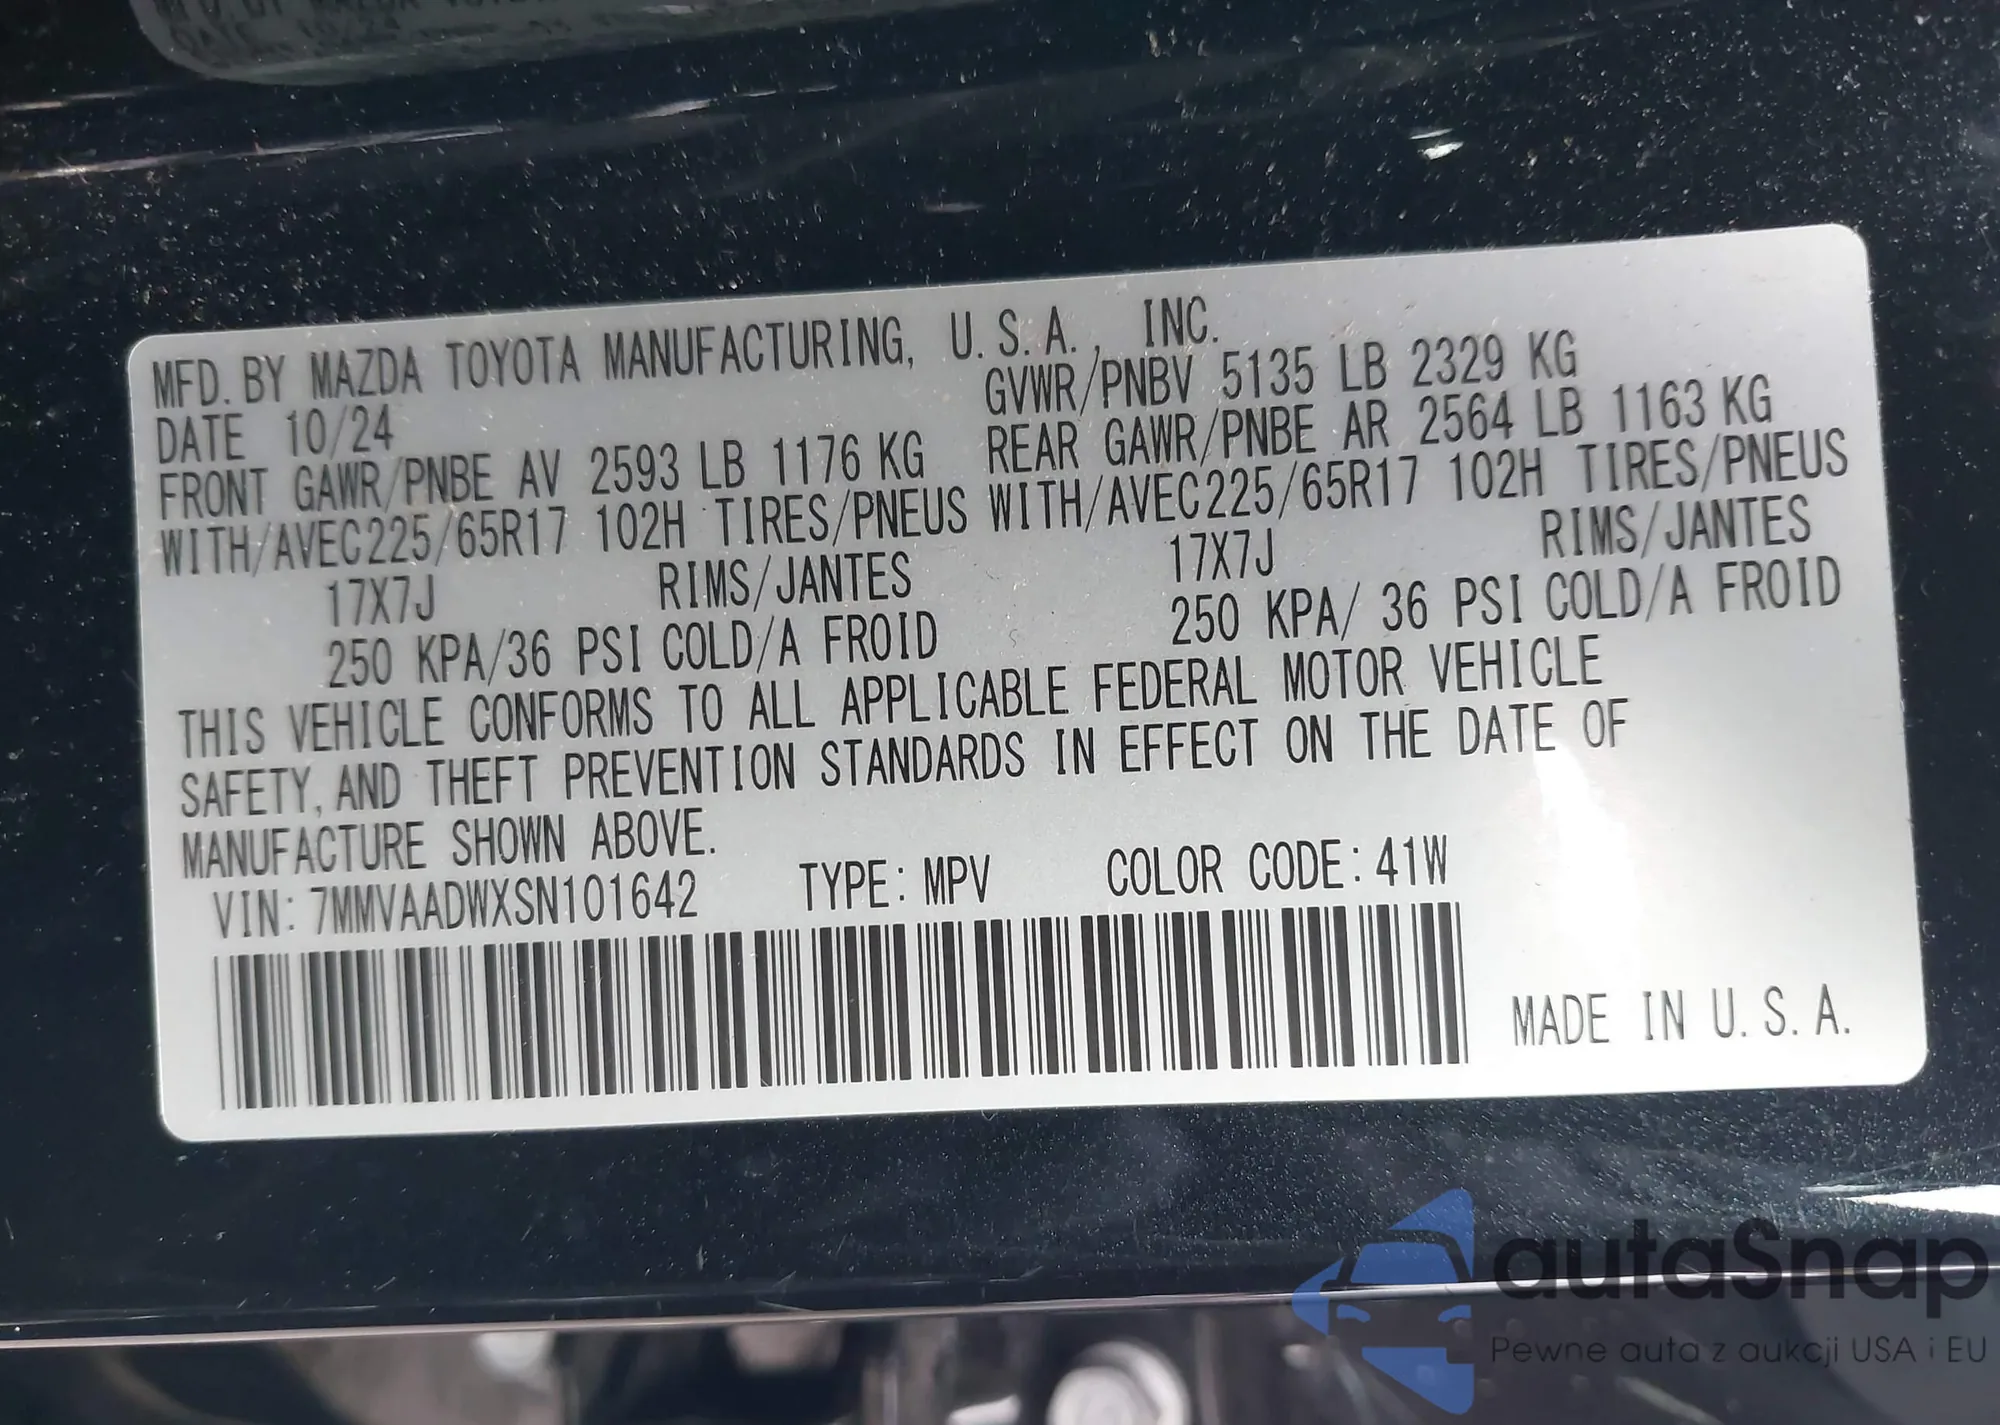 DATE 10/24
MFD. BY MAZDA TOYOTA MANUFACTURING, U.S.A., INC.
DATE 10/24 GVWR/PNBV 5135 LB 2329 KG
FRONT GAWR/PNBE AV 2593 LB 1176 KG REAR GAWR/PNBE AR 2564 LB 1163 KG
WITH/AVEC225/65R17 102H TIRES/PNEUS WITH/AVEC225/65R17 102H TIRES/PNEUS
17X7J RIMS/JANTES 17X7J RIMS/JANTES
250 KPA/36 PSI COLD/A FROID 250 KPA/ 36 PSI COLD/A FROID
THIS VEHICLE CONFORMS TO ALL APPLICABLE FEDERAL MOTOR VEHICLE
SAFETY, AND THEFT PREVENTION STANDARDS IN EFFECT ON THE DATE OF
MANUFACTURE SHOWN ABOVE.
VIN: 7MMVAADWXSN101642 TYPE: MPV COLOR CODE: 41W
MADE IN U.S.A.
autaSnap
Pewne auta z aukcji USA i EU